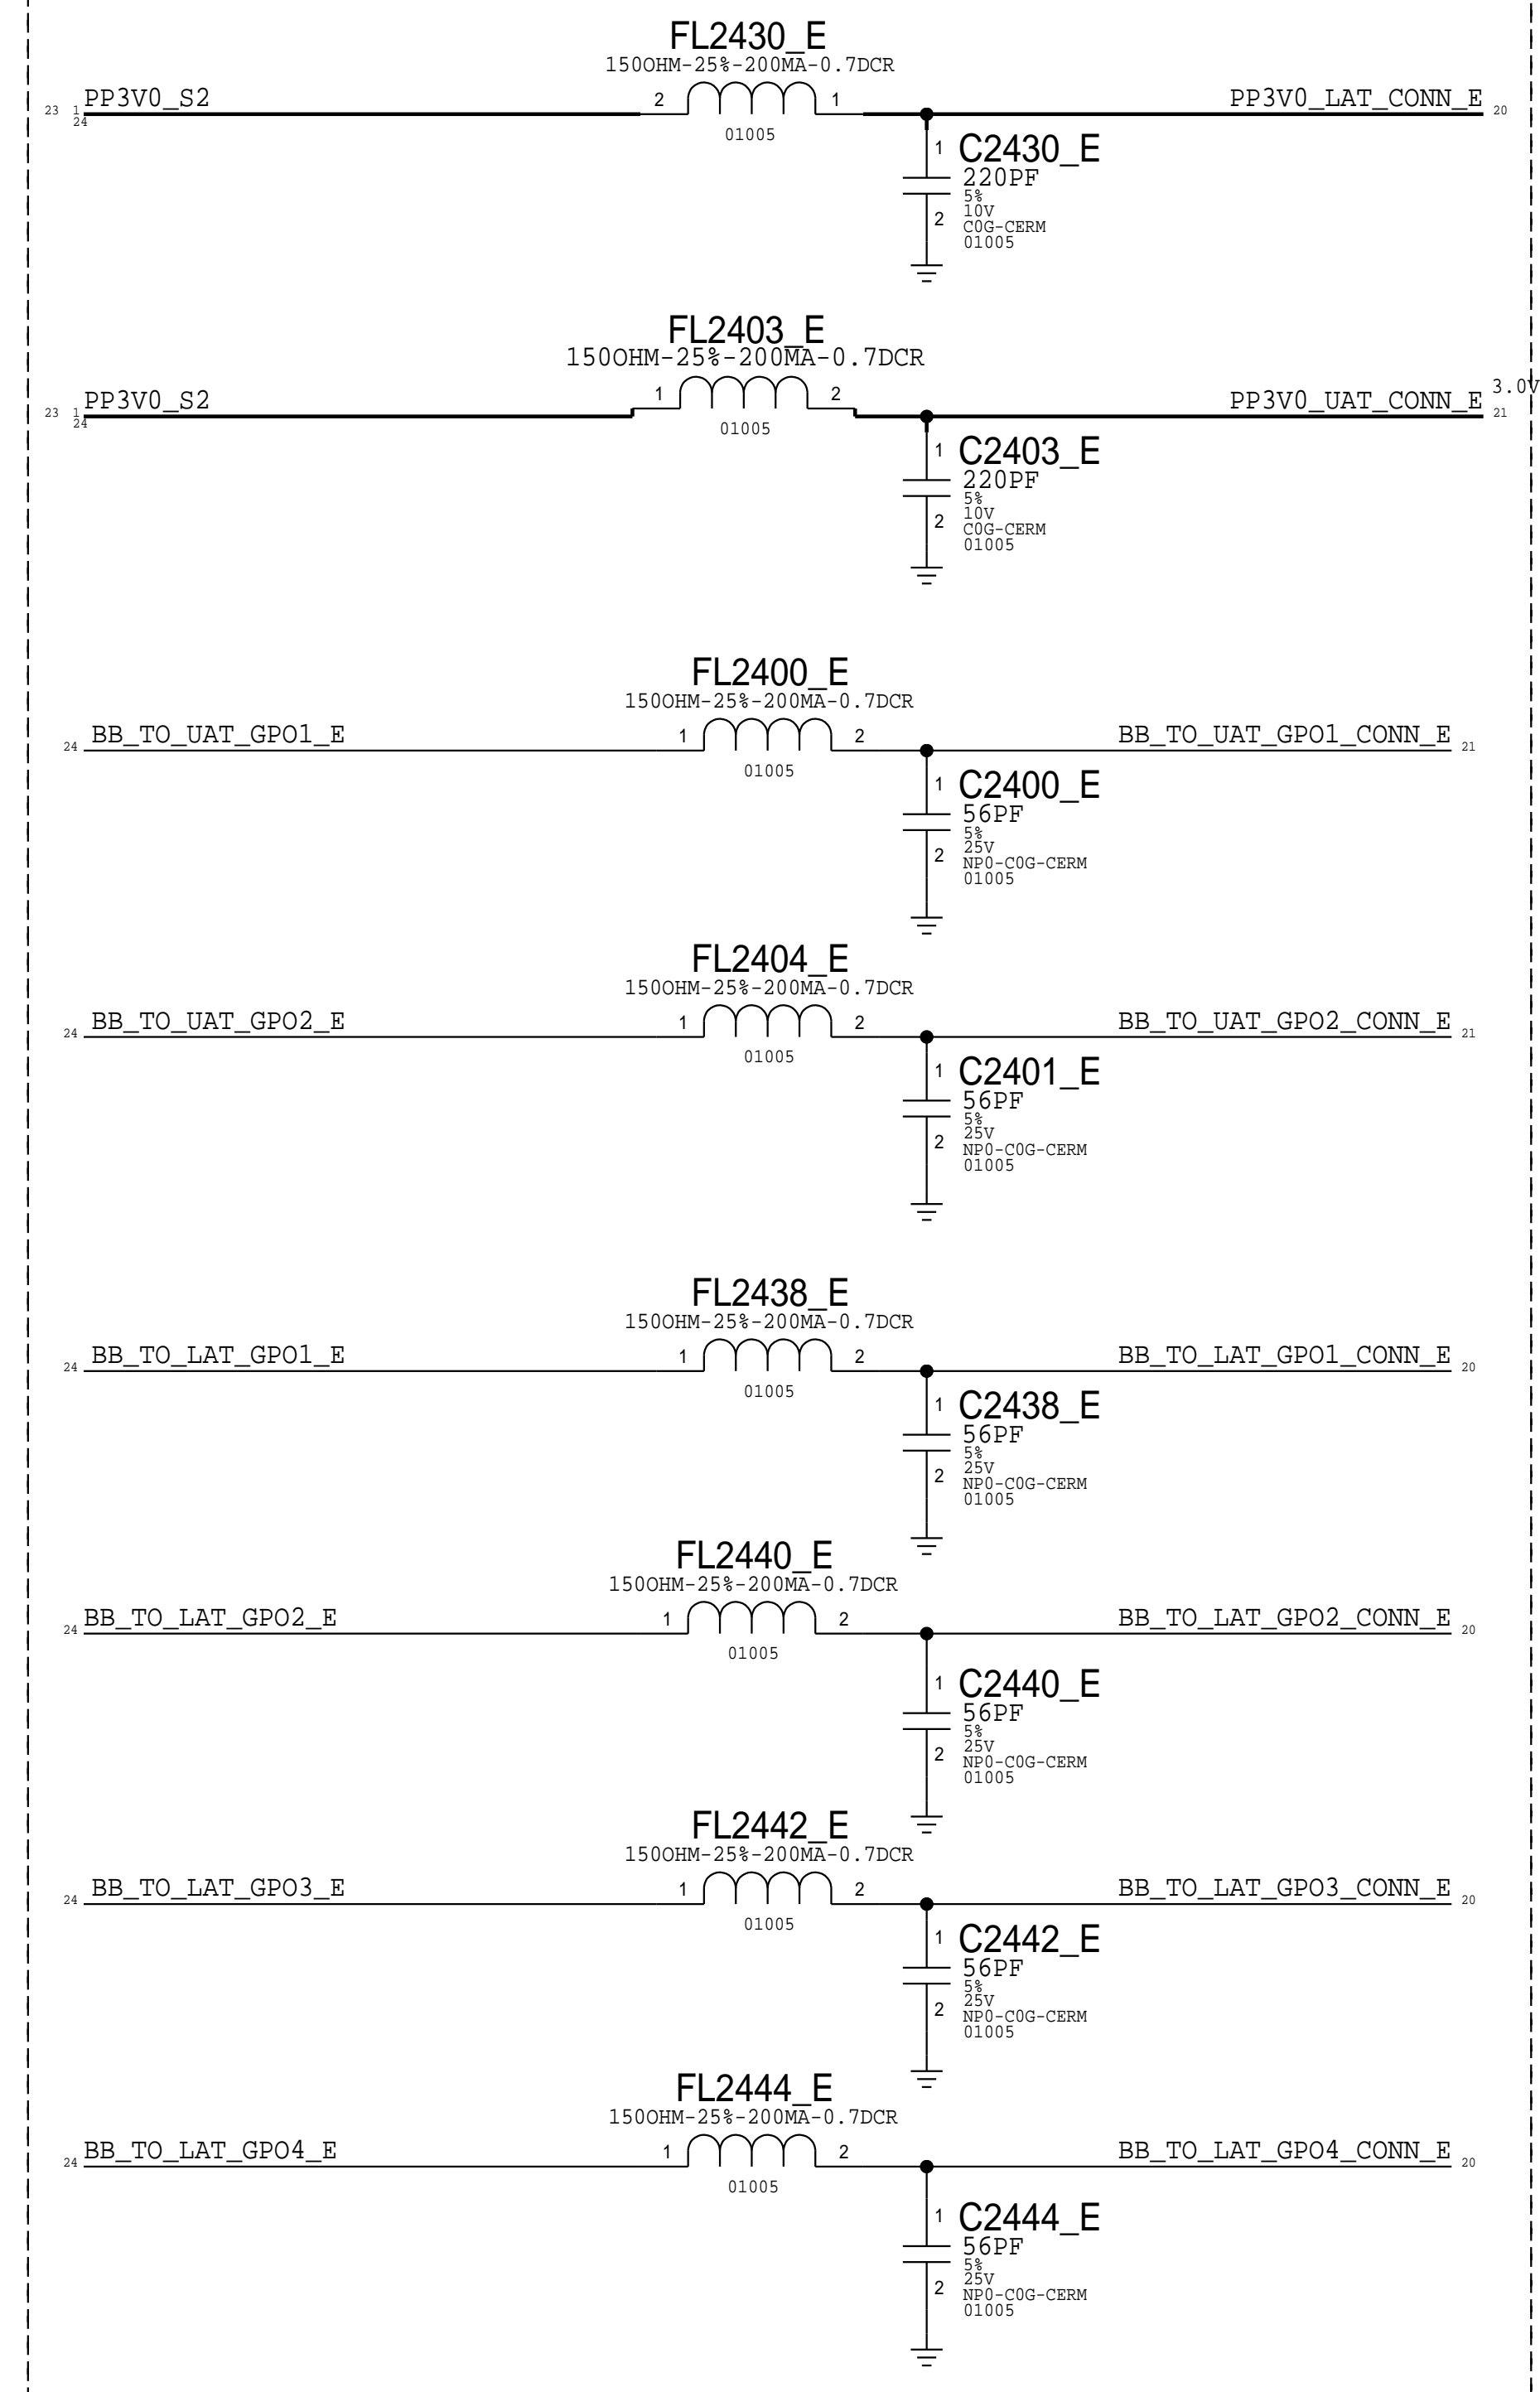 FL2430_E
150OHM-25%-200MA-0.7DCR
23 1 PP3V0_S2 2 1 PP3V0_LAT_CONN_E 20
24
01005
1 C2430_E
220PF
5%
10V
2 C0G-CERM
01005
FL2403_E
150OHM-25%-200MA-0.7DCR
3.0V
23 1 PP3V0_S2 1 2 PP3V0_UAT_CONN_E 21
24
01005
1 C2403_E
220PF
5%
10V
2 C0G-CERM
01005
FL2400_E
150OHM-25%-200MA-0.7DCR
24 BB_TO_UAT_GPO1_E 1 2 BB_TO_UAT_GPO1_CONN_E 21
01005
1 C2400_E
56PF
5%
25V
2 NP0-C0G-CERM
01005
FL2404_E
150OHM-25%-200MA-0.7DCR
24 BB_TO_UAT_GPO2_E 1 2 BB_TO_UAT_GPO2_CONN_E 21
01005
1 C2401_E
56PF
5%
25V
2 NP0-C0G-CERM
01005
FL2438_E
150OHM-25%-200MA-0.7DCR
24 BB_TO_LAT_GPO1_E 1 2 BB_TO_LAT_GPO1_CONN_E 20
01005
1 C2438_E
56PF
5%
25V
2 NP0-C0G-CERM
01005
FL2440_E
150OHM-25%-200MA-0.7DCR
24 BB_TO_LAT_GPO2_E 1 2 BB_TO_LAT_GPO2_CONN_E 20
01005
1 C2440_E
56PF
5%
25V
2 NP0-C0G-CERM
01005
FL2442_E
150OHM-25%-200MA-0.7DCR
24 BB_TO_LAT_GPO3_E 1 2 BB_TO_LAT_GPO3_CONN_E 20
01005
1 C2442_E
56PF
5%
25V
2 NP0-C0G-CERM
01005
FL2444_E
150OHM-25%-200MA-0.7DCR
24 BB_TO_LAT_GPO4_E 1 2 BB_TO_LAT_GPO4_CONN_E 20
01005
1 C2444_E
56PF
5%
25V
2 NP0-C0G-CERM
01005